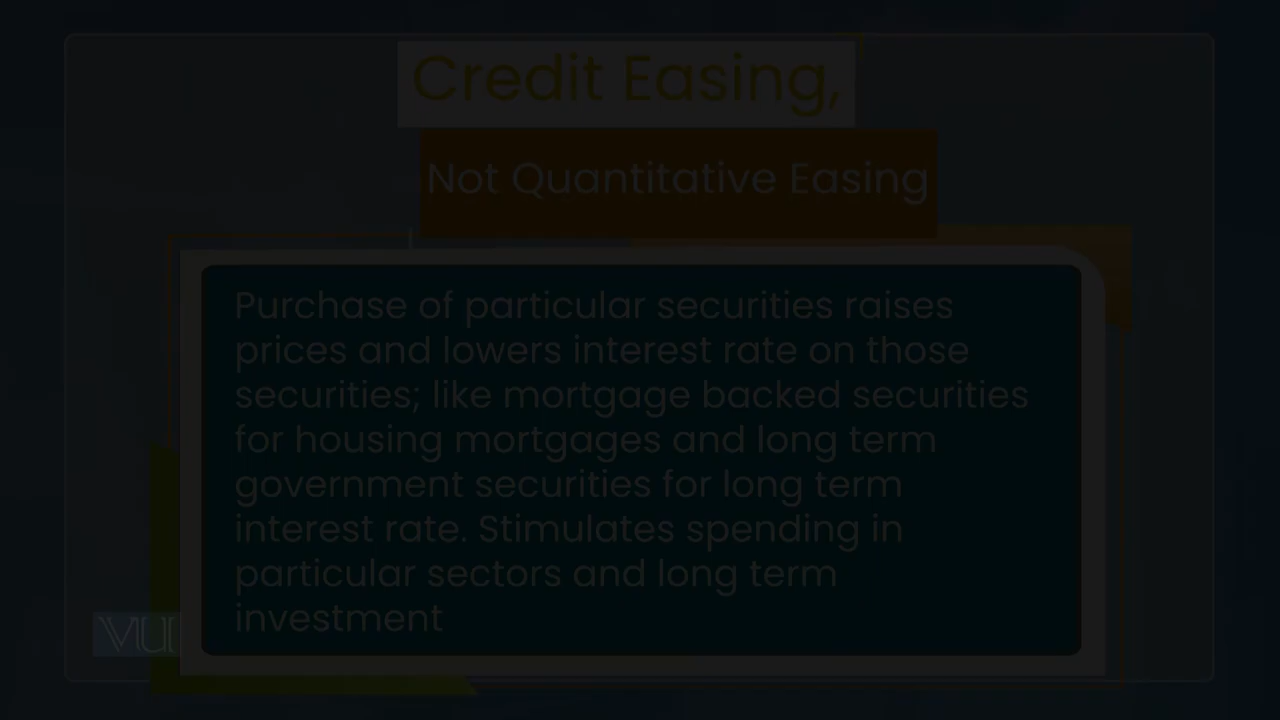 Credit Easing,
Not Quantitative Easing
Purchase of particular securities raises
prices and lowers interest rate on those
securities; like mortgage backed securities
for housing mortgages and long term
government securities for long term
interest rate. Stimulates spending in
particular sectors and long term
investment
VU